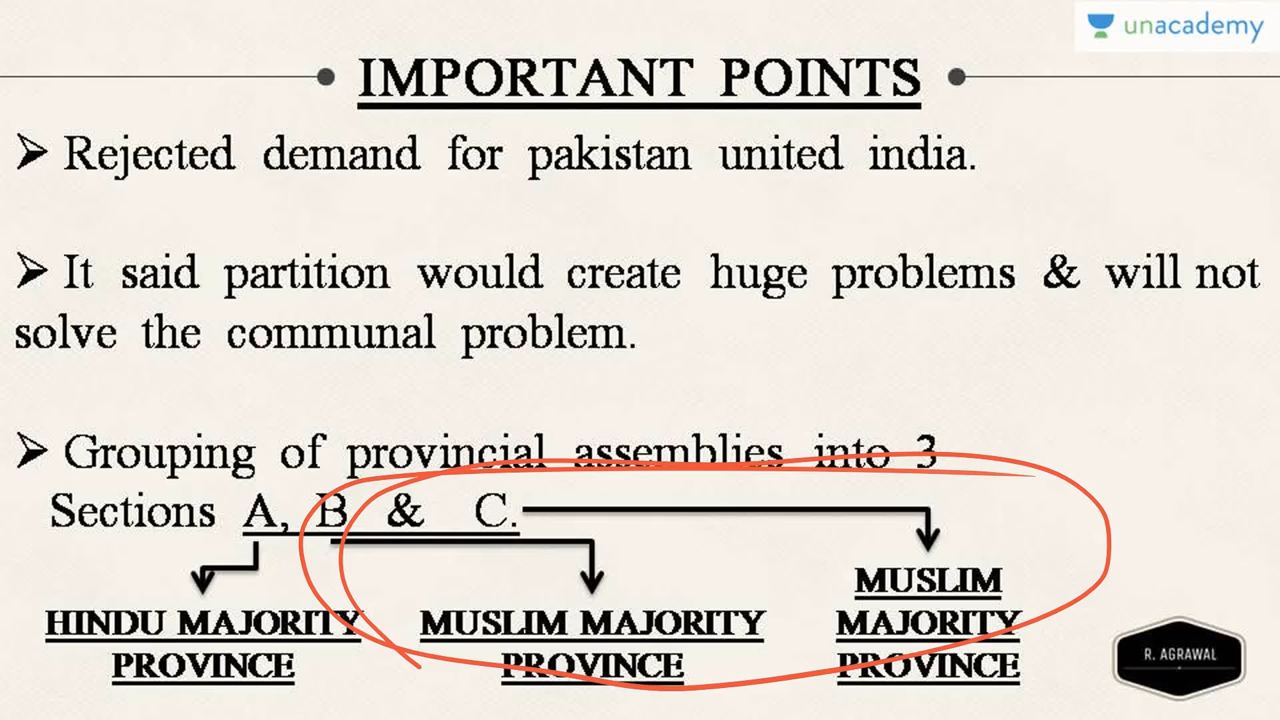 unacademy
IMPORTANT POINTS
➢ Rejected demand for pakistan united india.
➢ It said partition would create huge problems & will not
solve the communal problem.
➢ Grouping of provincial assemblies into 3
Sections A, B & C.
HINDU MAJORITY
PROVINCE
MUSLIM MAJORITY
PROVINCE
MUSLIM
MAJORITY
PROVINCE
R. AGRAWAL